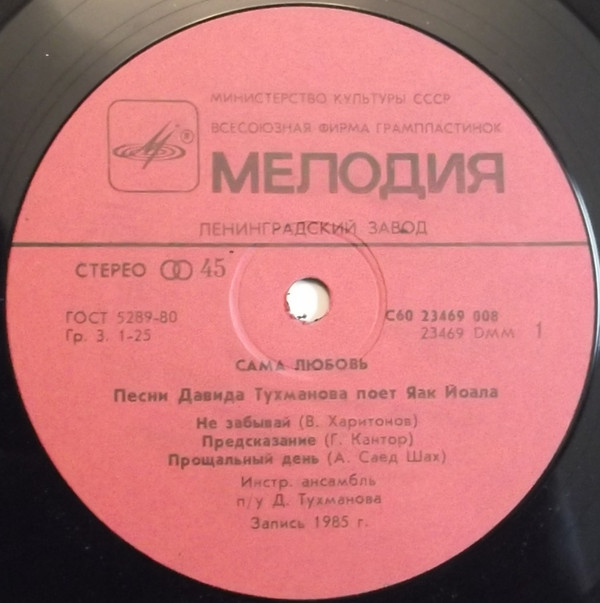 МИНИСТЕРСТВО КУЛЬТУРЫ СССР
ВСЕСОЮЗНАЯ ФИРМА ГРАМПЛАСТИНОК
®
МЕЛОДИЯ
ЛЕНИНГРАДСКИЙ ЗАВОД
СТЕРЕО 45
ГОСТ 5289-80
Гр. 3. 1-25
С60 23469 008
23469 Dмм 1
САМА ЛЮБОВЬ
Песни Давида Тухманова поет Яак Йоала
Не забывай (В. Харитонов)
Предсказание (Г. Кантор)
Прощальный день (А. Саед Шах)
Инстр. ансамбль
п/у Д. Тухманова
Запись 1985 г.